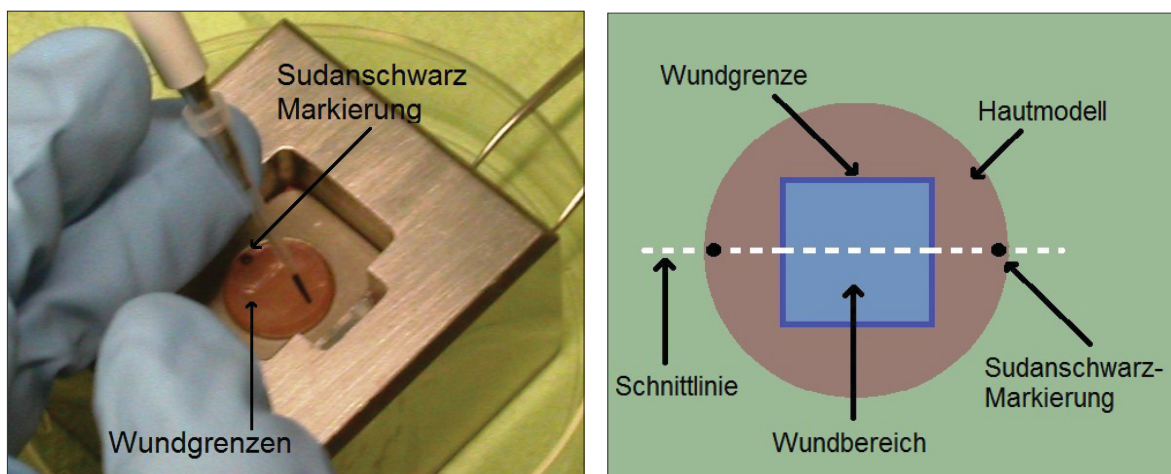 Sudanschwarz
Markierung
Wundgrenzen
Wundgrenze
Hautmodell
Schnittlinie
Sudanschwarz-
Markierung
Wundbereich